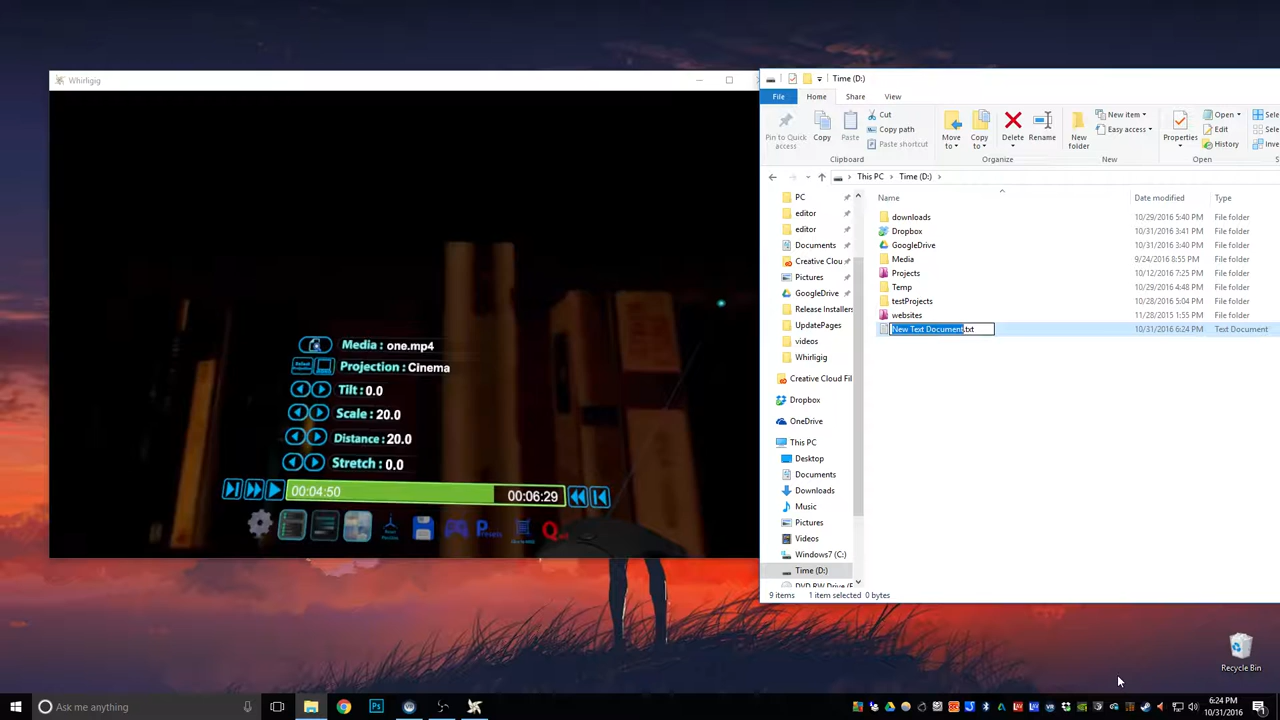 Whirligig
Media : one.mp4
Projection : Cinema
Tilt : 0.0
Scale : 20.0
Distance : 20.0
Stretch : 0.0
00:04:50
00:06:29
Time (D:)
File
Home
Share
View
Pin to Quick access
Copy
Paste
Cut
Copy path
Paste shortcut
Clipboard
Move to
Copy to
Delete
Rename
Organize
New folder
New item
Easy access
New
Properties
Open
Edit
History
Open
This PC
Time (D:)
PC
editor
editor
Documents
Creative Clou
Pictures
GoogleDrive
Release Installers
UpdatePages
videos
Whirligig
Creative Cloud Fil
Dropbox
OneDrive
This PC
Desktop
Documents
Downloads
Music
Pictures
Videos
Windows7 (C:)
Time (D:)
Name Date modified Type
downloads 10/29/2016 5:40 PM File folder
Dropbox 10/31/2016 3:41 PM File folder
GoogleDrive 10/31/2016 3:40 PM File folder
Media 9/24/2016 8:55 PM File folder
Projects 10/12/2016 7:25 PM File folder
Temp 10/29/2016 4:48 PM File folder
testProjects 10/28/2016 5:04 PM File folder
websites 11/28/2015 1:55 PM File folder
New Text Document.txt 10/31/2016 6:24 PM Text Document
9 items 1 item selected 0 bytes
Recycle Bin
Ask me anything
6:24 PM
10/31/2016